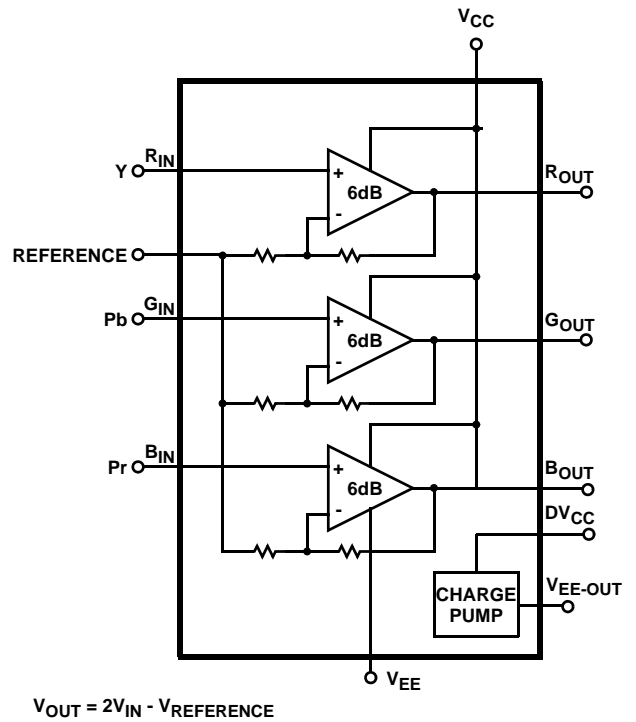 VCC
Y RIN + 6dB - ROUT
REFERENCE
Pb GIN + 6dB - GOUT
Pr BIN + 6dB - BOUT
DVCC
CHARGE PUMP VEE-OUT
VEE
VOUT = 2VIN - VREFERENCE